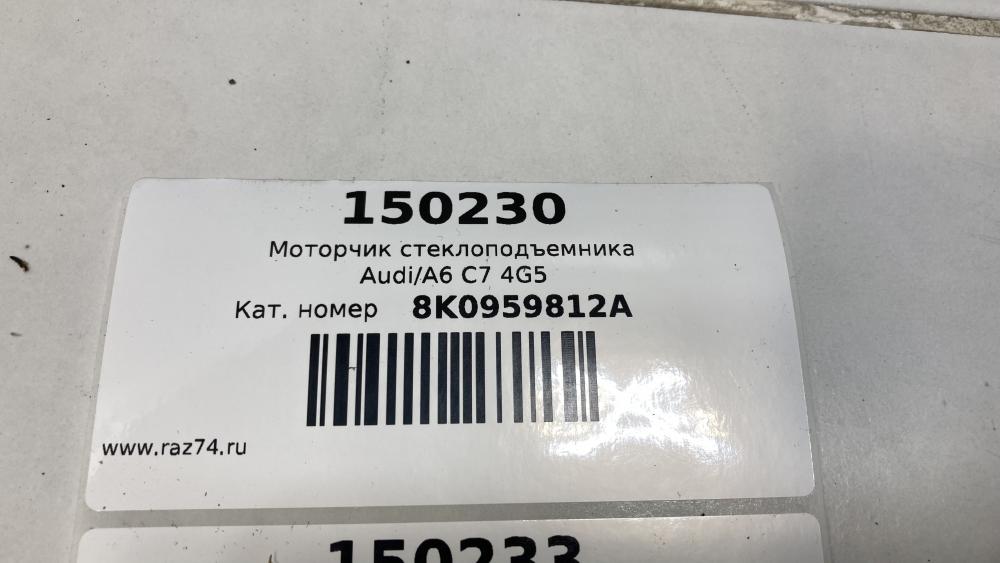 150230
Моторчик стеклоподъемника
Audi/A6 C7 4G5
Кат. номер 8K0959812A
www.raz74.ru
150233